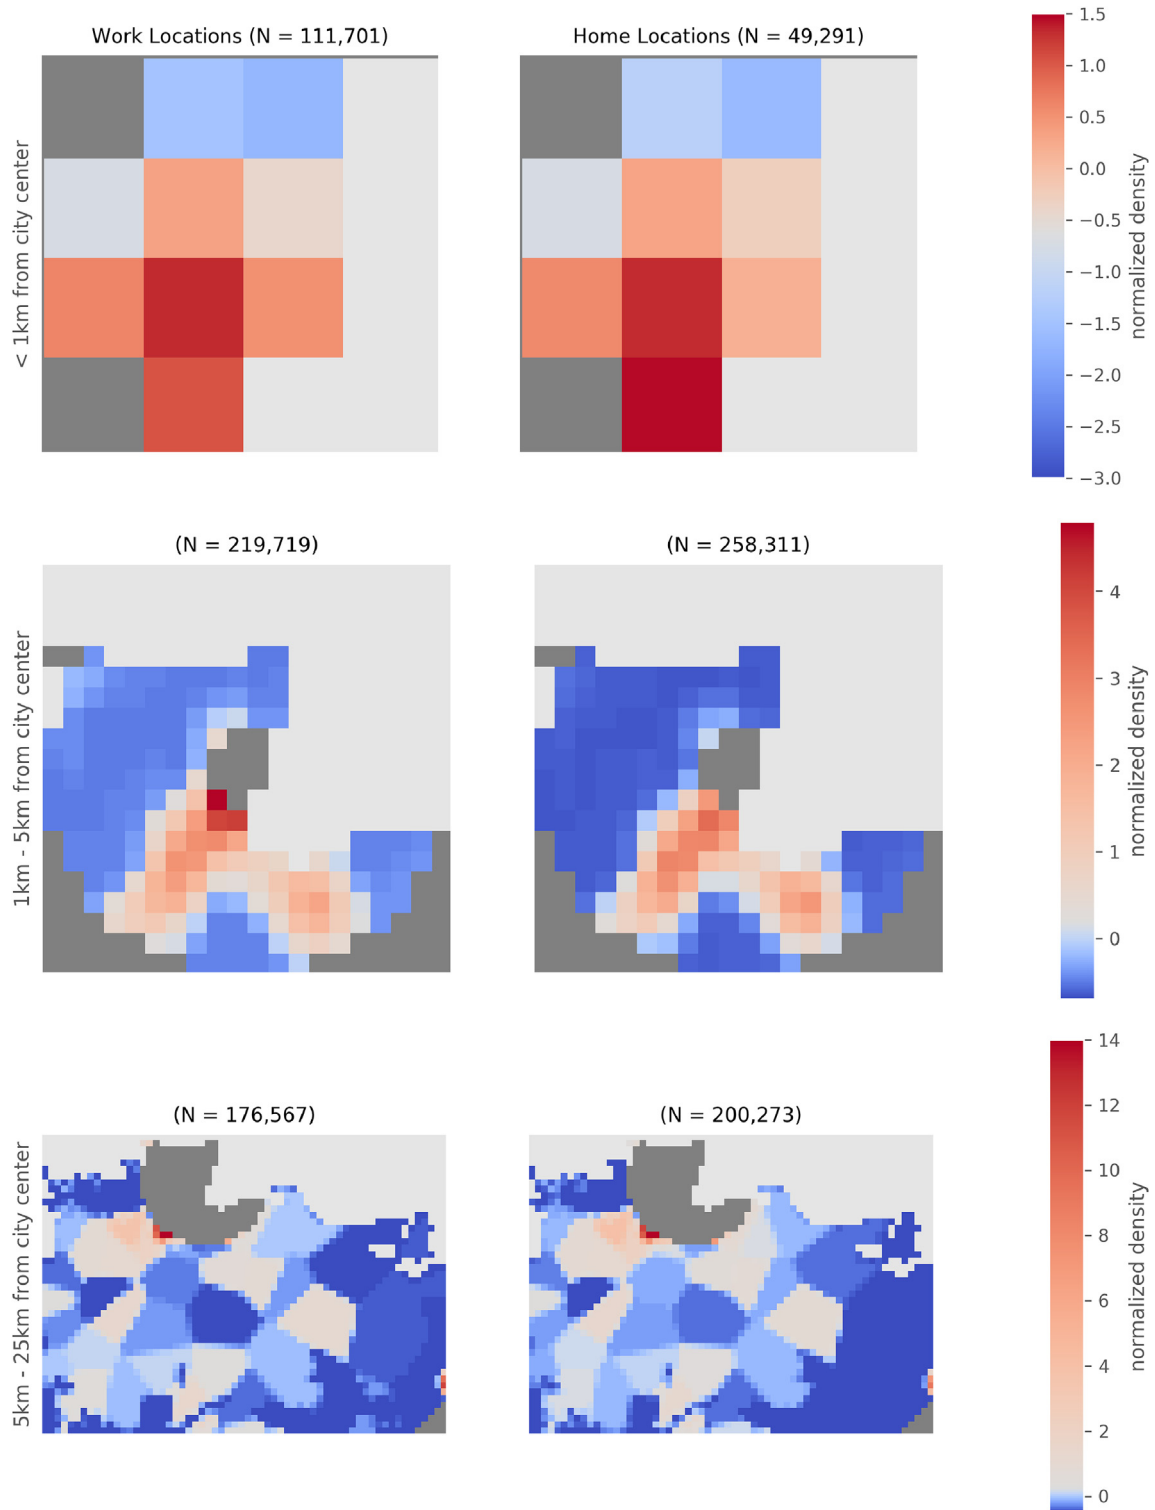 Work Locations (N = 111,701)
Home Locations (N = 49,291)
< 1km from city center
1.5
1.0
0.5
0.0
−0.5
−1.0
−1.5
−2.0
−2.5
−3.0
normalized density
(N = 219,719)
(N = 258,311)
1km - 5km from city center
4
3
2
1
0
normalized density
(N = 176,567)
(N = 200,273)
5km - 25km from city center
14
12
10
8
6
4
2
0
normalized density